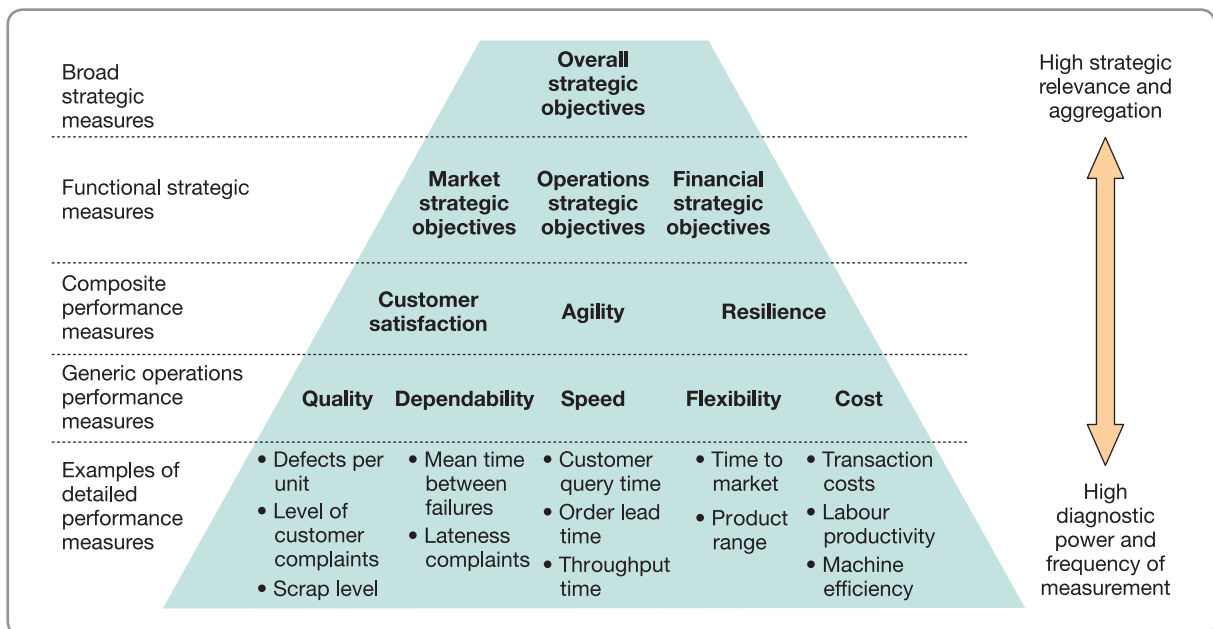 Broad
strategic
measures
Overall
strategic
objectives
High strategic
relevance and
aggregation
Functional strategic
measures
Market
strategic
objectives
Operations
strategic
objectives
Financial
strategic
objectives
Composite
performance
measures
Customer
satisfaction
Agility
Resilience
Generic operations
performance
measures
Quality
Dependability
Speed
Flexibility
Cost
Examples of
detailed
performance
measures
• Defects per
unit
• Level of
customer
complaints
• Scrap level
• Mean time
between
failures
• Lateness
complaints
• Customer
query time
• Order lead
time
• Throughput
time
• Time to
market
• Product
range
• Transaction
costs
• Labour
productivity
• Machine
efficiency
High
diagnostic
power and
frequency of
measurement